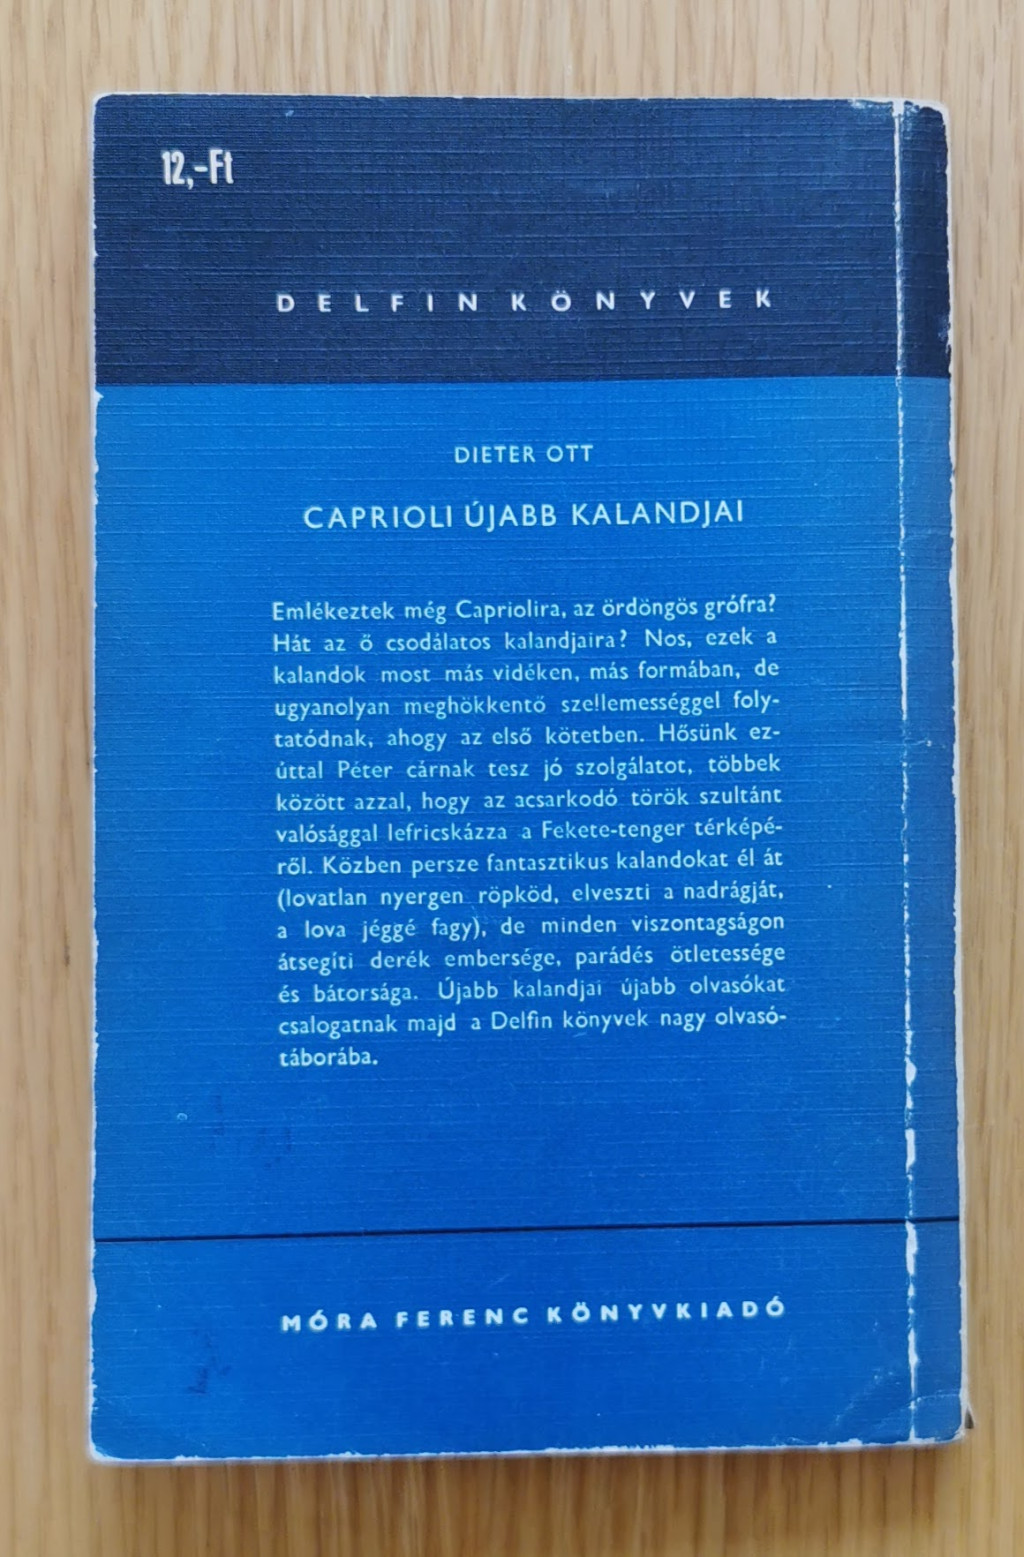 12,-Ft
DELFIN KÖNYVEK
DIETER OTT
CAPRIOLI ÚJABB KALANDJAI
Emlékeztek még Capriolira, az ördöngös grófra?
Hát az ő csodálatos kalandjaira? Nos, ezek a
kalandok most más vidéken, más formában, de
ugyanolyan meghökkentő szellemességgel foly-
tatódnak, ahogy az első kötetben. Hősünk ez-
úttal Péter cárnak tesz jó szolgálatot, többek
között azzal, hogy az acsarkodó török szultánt
valósággal lefricskázza a Fekete-tenger térképé-
ről. Közben persze fantasztikus kalandokat él át
(lovatlan nyergen röpköd, elveszti a nadrágját,
a lova jéggé fagy), de minden viszontagságon
átsegíti derék embersége, parádés ötletessége
és bátorsága. Újabb kalandjai újabb olvasókat
csalogatnak majd a Delfin könyvek nagy olvasó-
táborába.
MÓRA FERENC KÖNYVKIADÓ